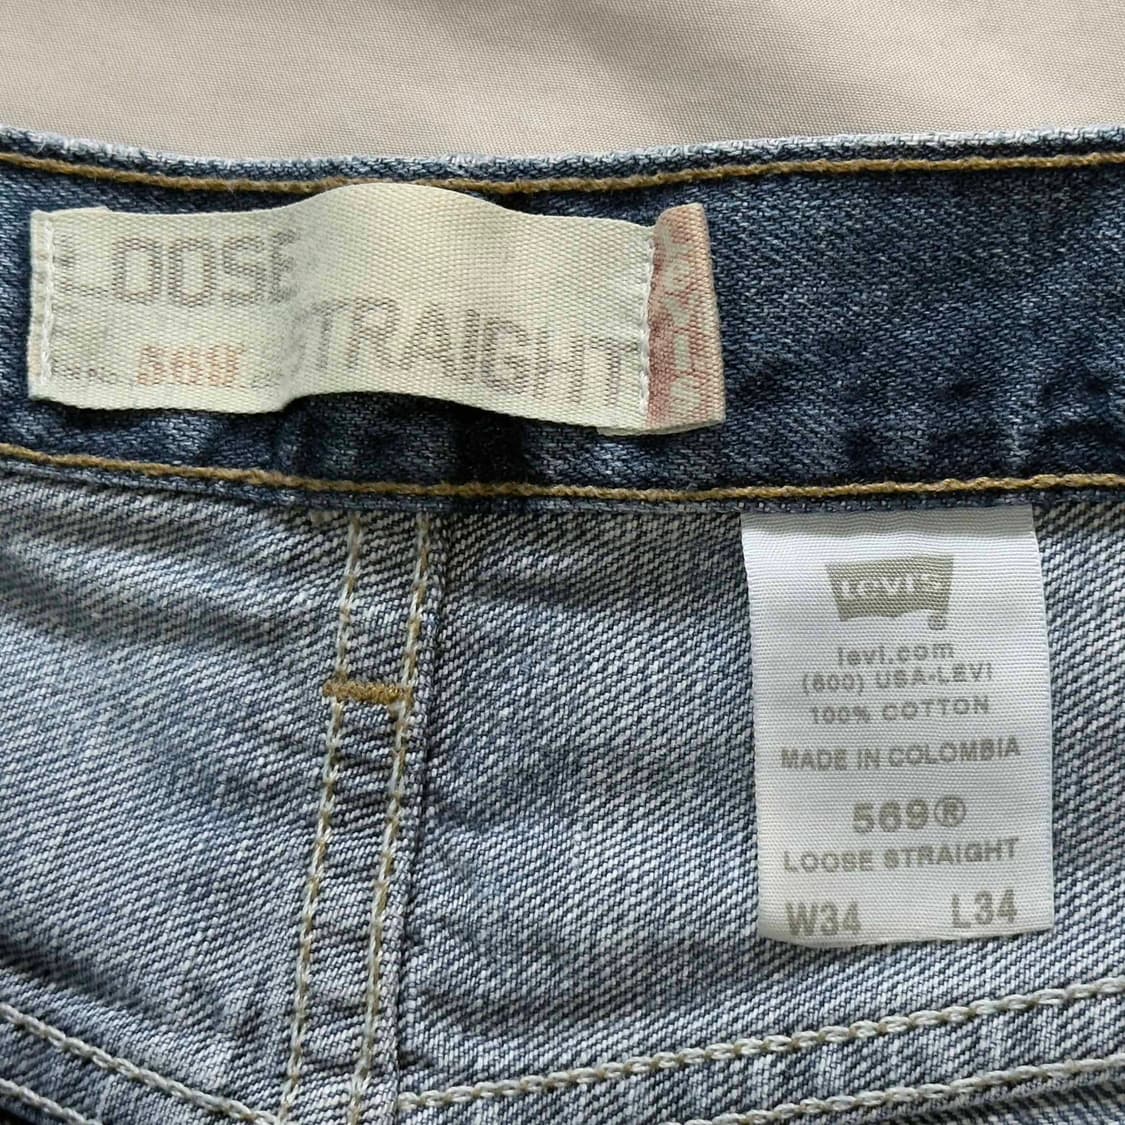 LOOSE
STRAIGHT
569
Levi's
®
levi.com
(800) USA-LEVI
100% COTTON
MADE IN COLOMBIA
569®
LOOSE STRAIGHT
W34 L34